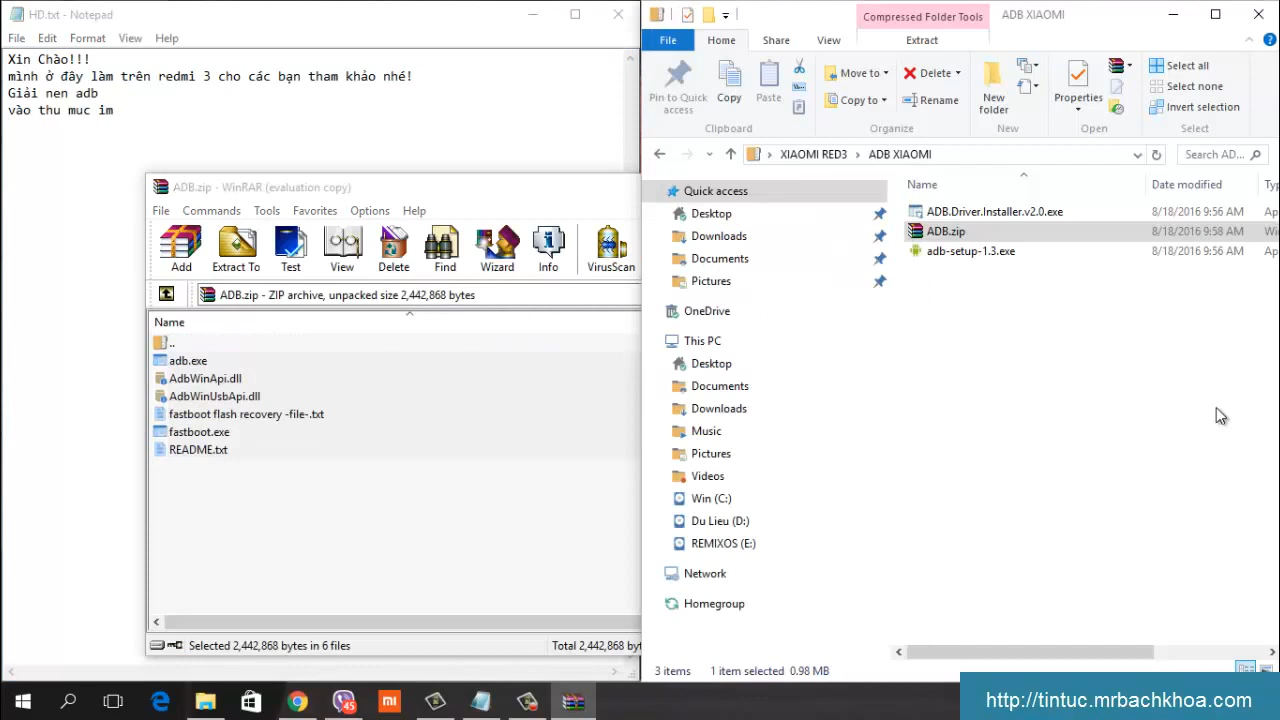 HD.txt - Notepad
File Edit Format View Help
Xin Chào!!!
mình ở đây làm trên redmi 3 cho các bạn tham khảo nhé!
Giải nen adb
vào thu muc im
ADB.zip - WinRAR (evaluation copy)
File Commands Tools Favorites Options Help
Add Extract To Test View Delete Find Wizard Info VirusScan
ADB.zip - ZIP archive, unpacked size 2,442,868 bytes
Name
..
adb.exe
AdbWinApi.dll
AdbWinUsbApi.dll
fastboot flash recovery -file-.txt
fastboot.exe
README.txt
Selected 2,442,868 bytes in 6 files
Total 2,442,868 byt
Compressed Folder Tools
ADB XIAOMI
File Home Share View Extract
Pin to Quick access
Copy
Paste
Move to
Copy to
Delete
Rename
New folder
Properties
Select all
Select none
Invert selection
Clipboard Organize New Open Select
XIAOMI RED3 ADB XIAOMI
Search AD...
Quick access
Desktop
Downloads
Documents
Pictures
OneDrive
This PC
Desktop
Documents
Downloads
Music
Pictures
Videos
Win (C:)
Du Lieu (D:)
REMIXOS (E:)
Network
Homegroup
Name Date modified Ty
ADB.Driver.Installer.v2.0.exe 8/18/2016 9:56 AM Ap
ADB.zip 8/18/2016 9:58 AM Wi
adb-setup-1.3.exe 8/18/2016 9:56 AM Ap
3 items 1 item selected 0.98 MB
45
mi
http://tintuc.mrbachkhoa.com